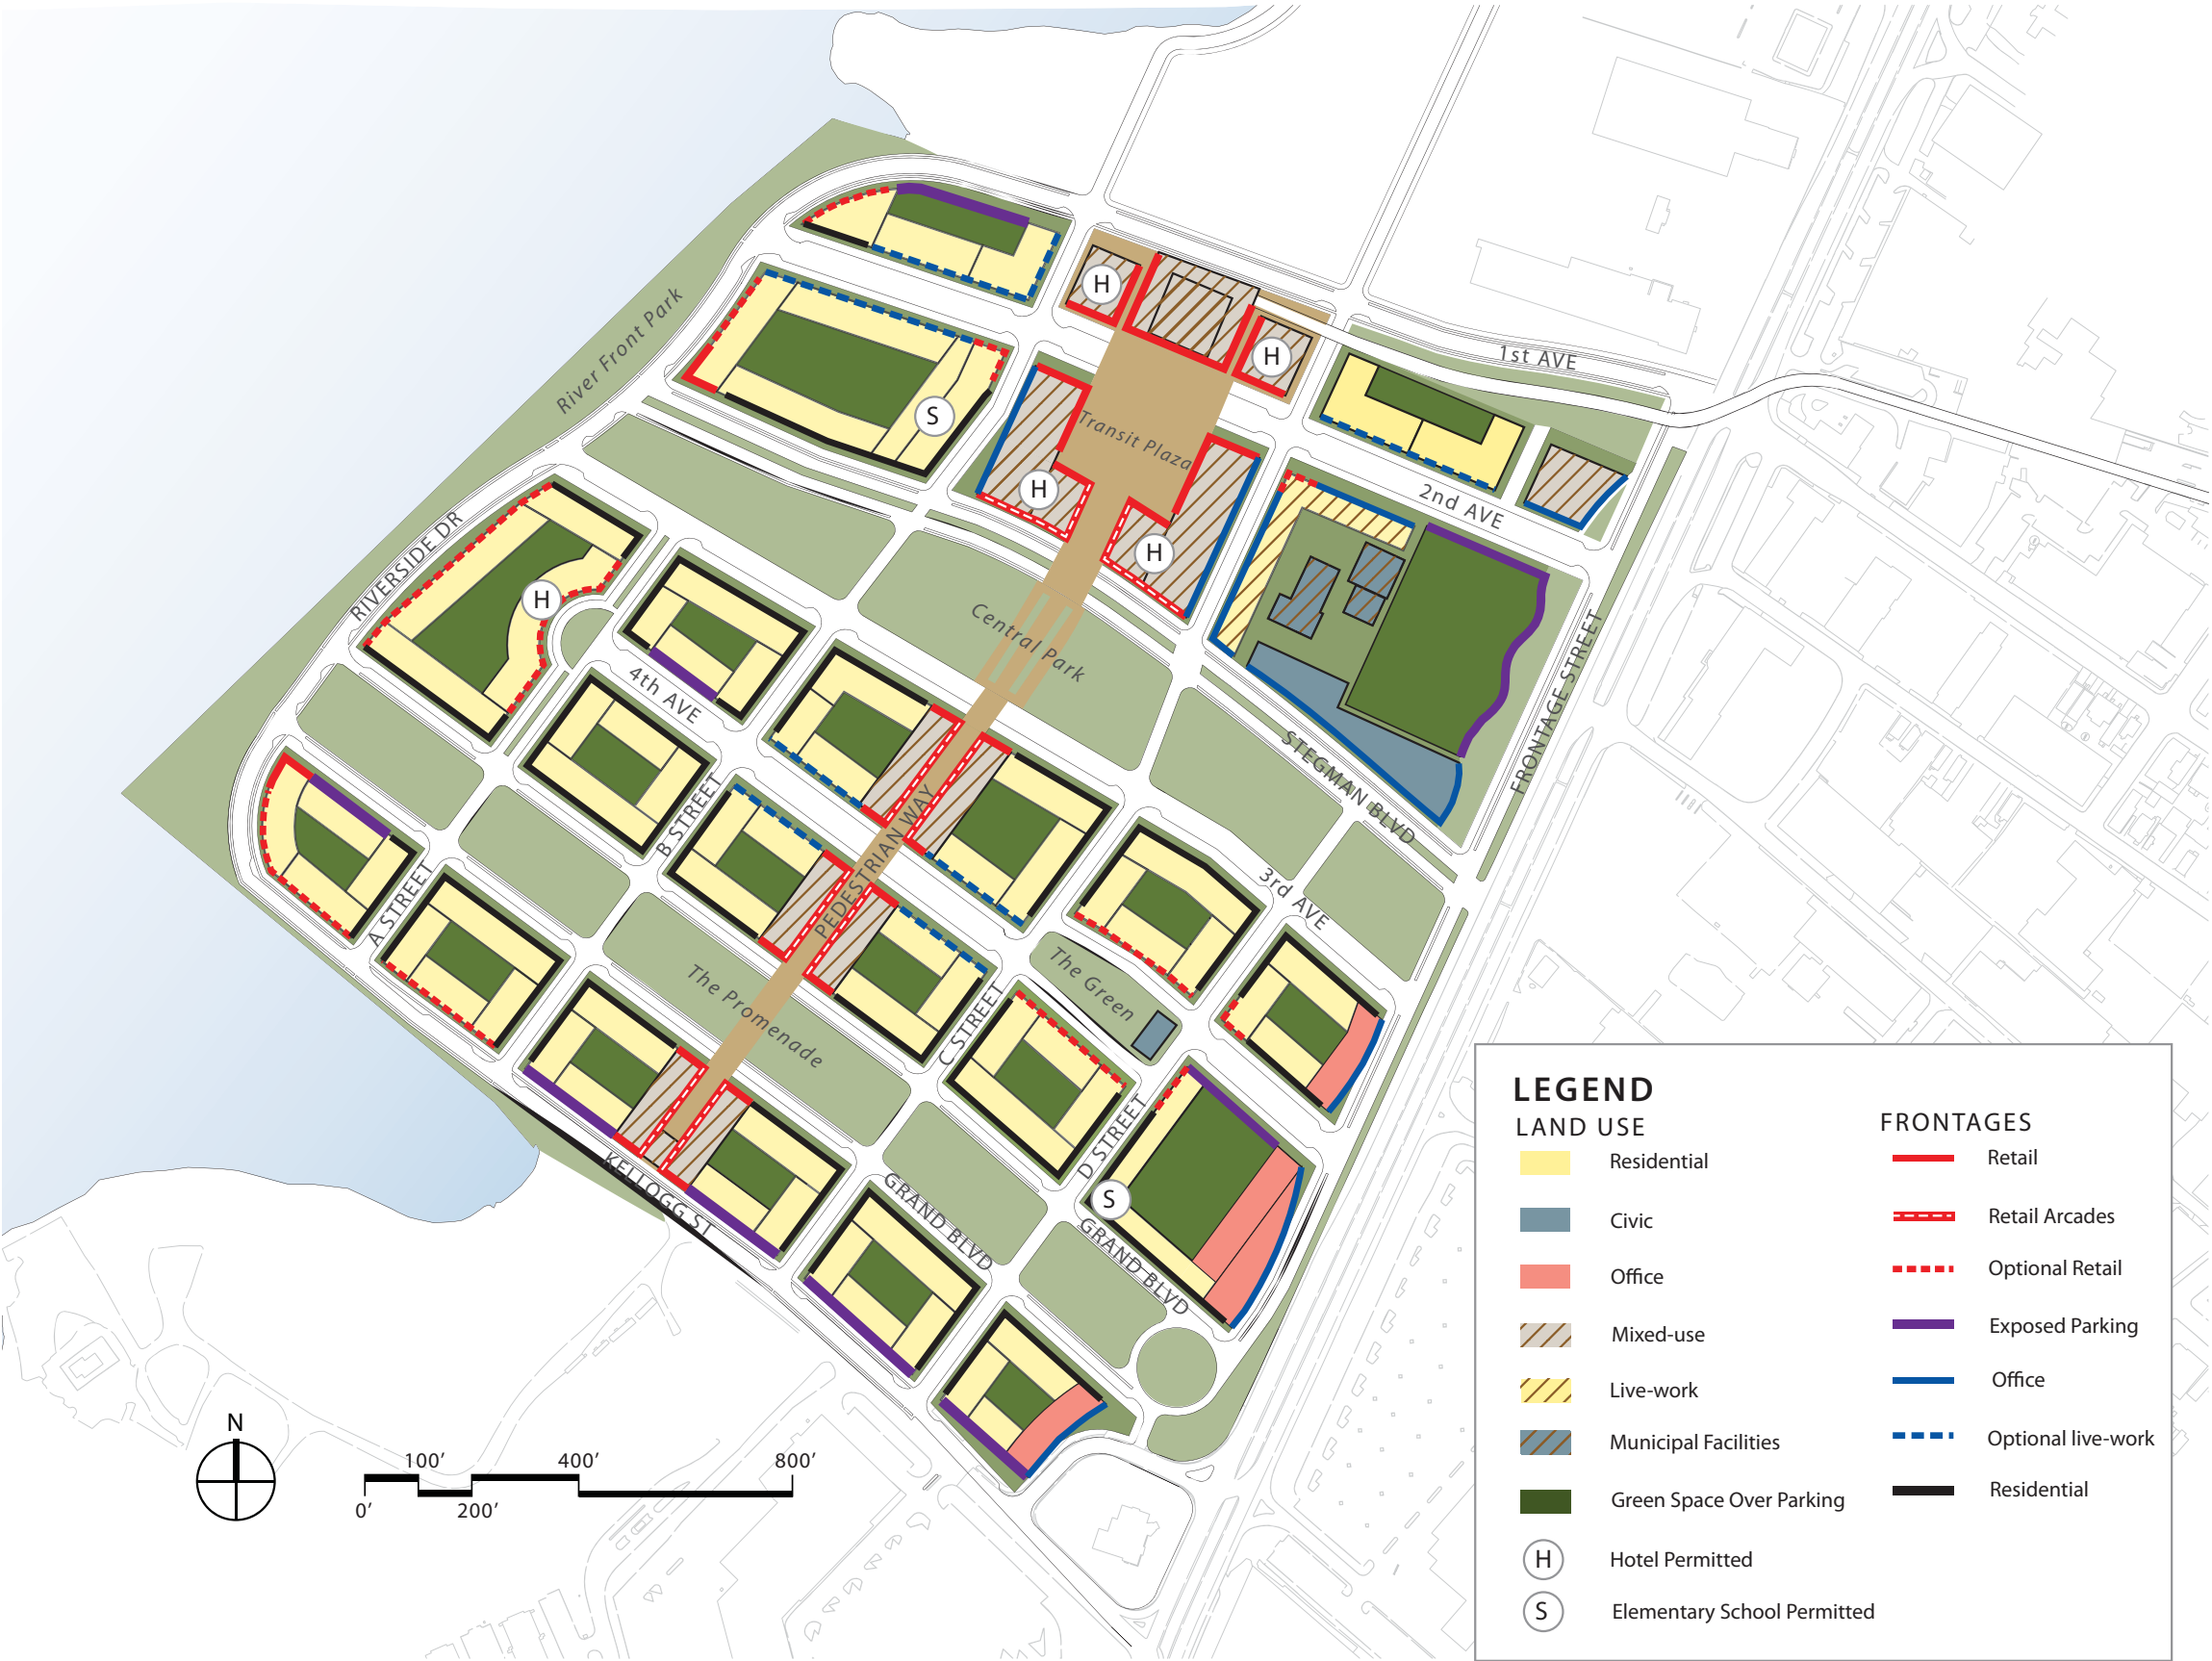 River Front Park
H
H
1st AVE
S
Transit Plaza
H
H
2nd AVE
RIVERSIDE DR
H
Central Park
4th AVE
STEGMAN BLVD
FRONTAGE STREET
B STREET
PEDESTRIAN WAY
3rd AVE
A STREET
The Green
The Promenade
C STREET
D STREET
S
KELLOGG ST
GRAND BLVD
GRAND BLVD
N
100’
400’
800’
0’
200’
LEGEND
LAND USE
Residential
Civic
Office
Mixed-use
Live-work
Municipal Facilities
Green Space Over Parking
H Hotel Permitted
S Elementary School Permitted
FRONTAGES
Retail
Retail Arcades
Optional Retail
Exposed Parking
Office
Optional live-work
Residential